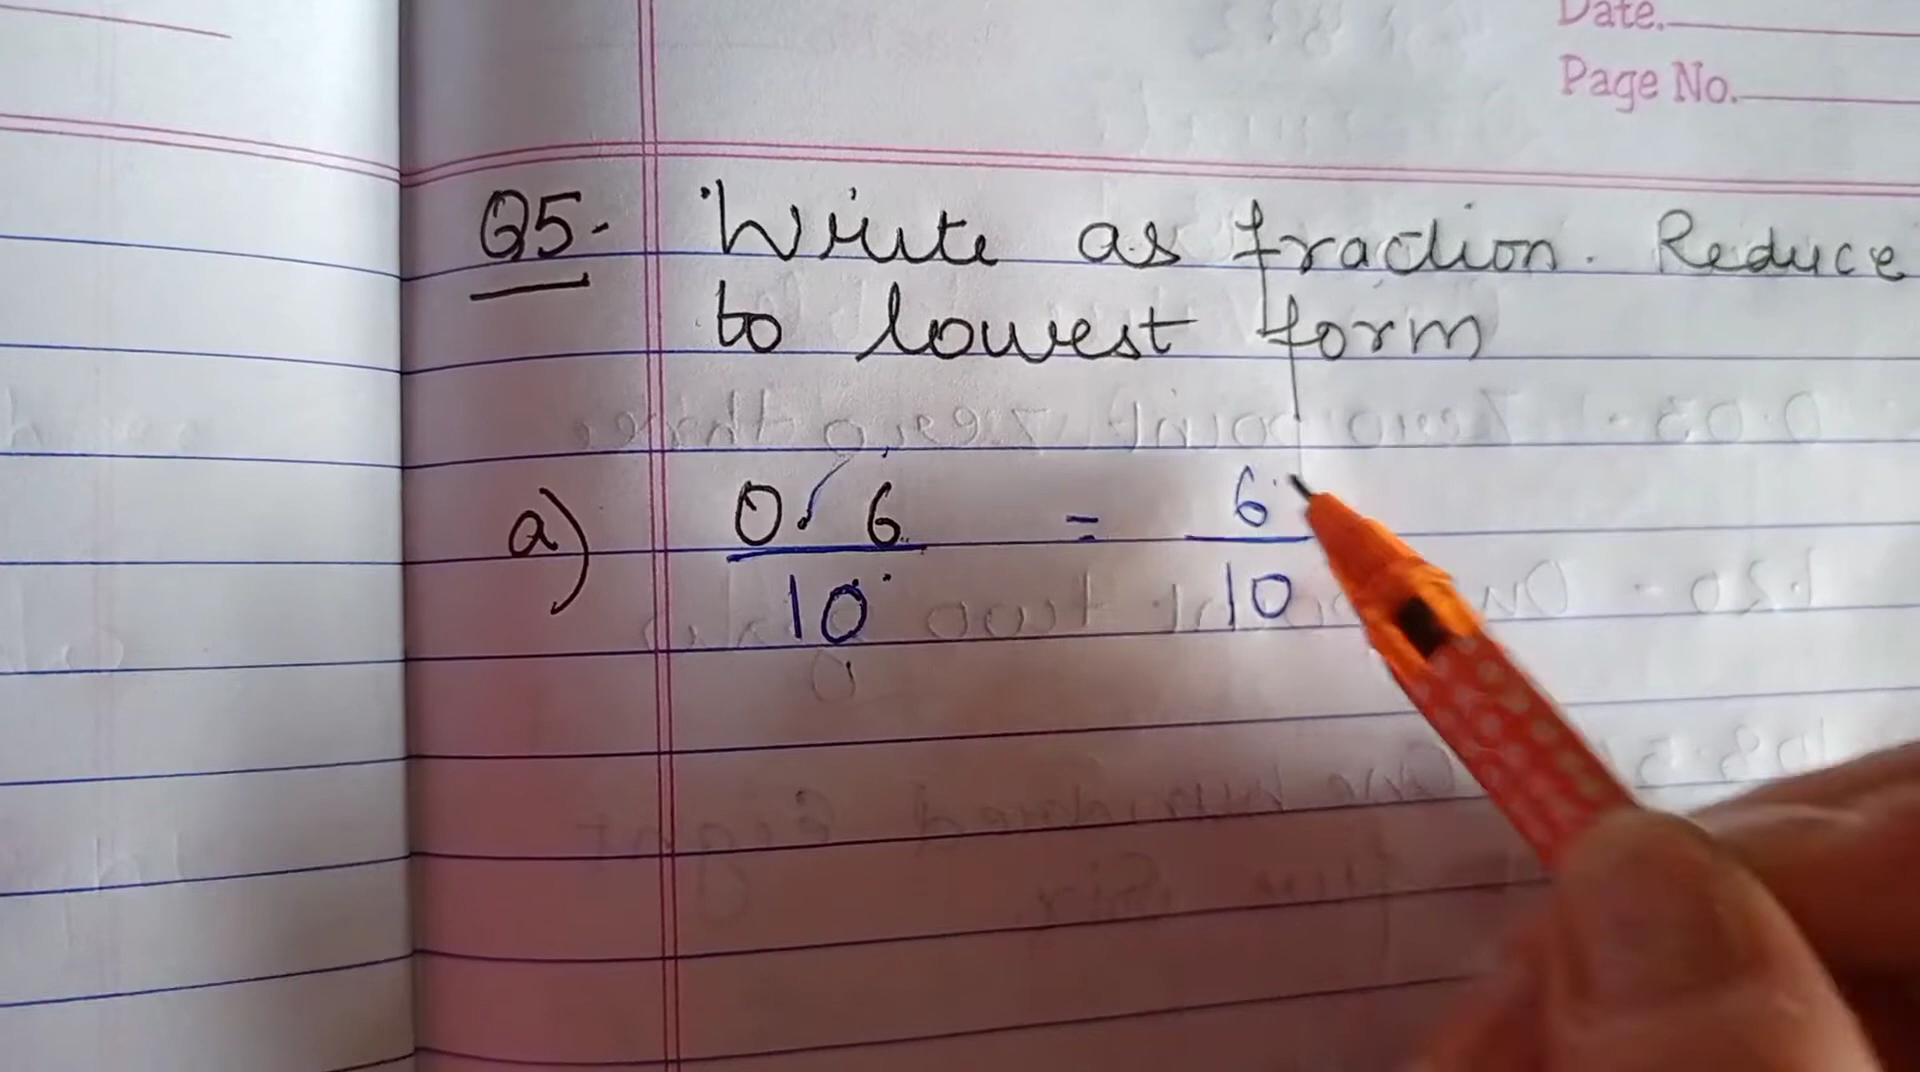 Date.
Page No.
Q5- Write as fraction. Reduce
to lowest form
a) 0.6 = 6
10 10